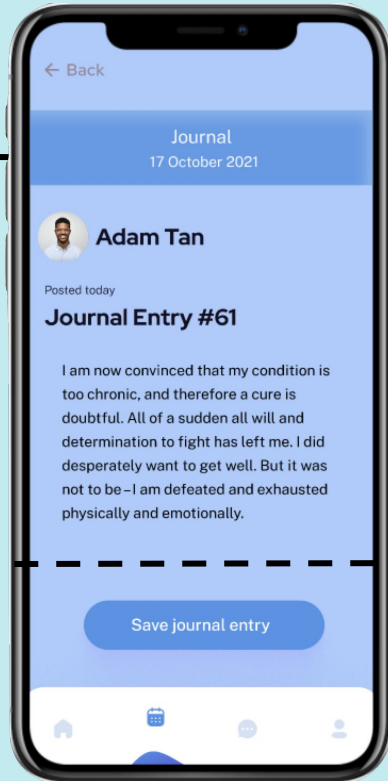 ← Back
Journal
17 October 2021
Adam Tan
Posted today
Journal Entry #61
I am now convinced that my condition is
too chronic, and therefore a cure is
doubtful. All of a sudden all will and
determination to fight has left me. I did
desperately want to get well. But it was
not to be – I am defeated and exhausted
physically and emotionally.
Save journal entry